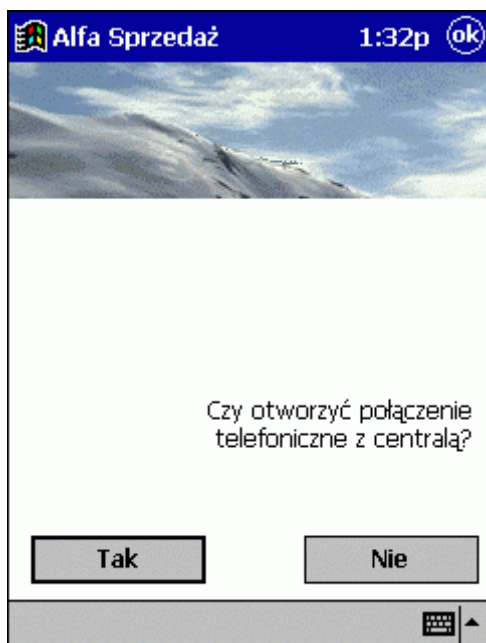 Alfa Sprzedaż 1:32p ok
Czy otworzyć połączenie
telefoniczne z centralą?
Tak Nie